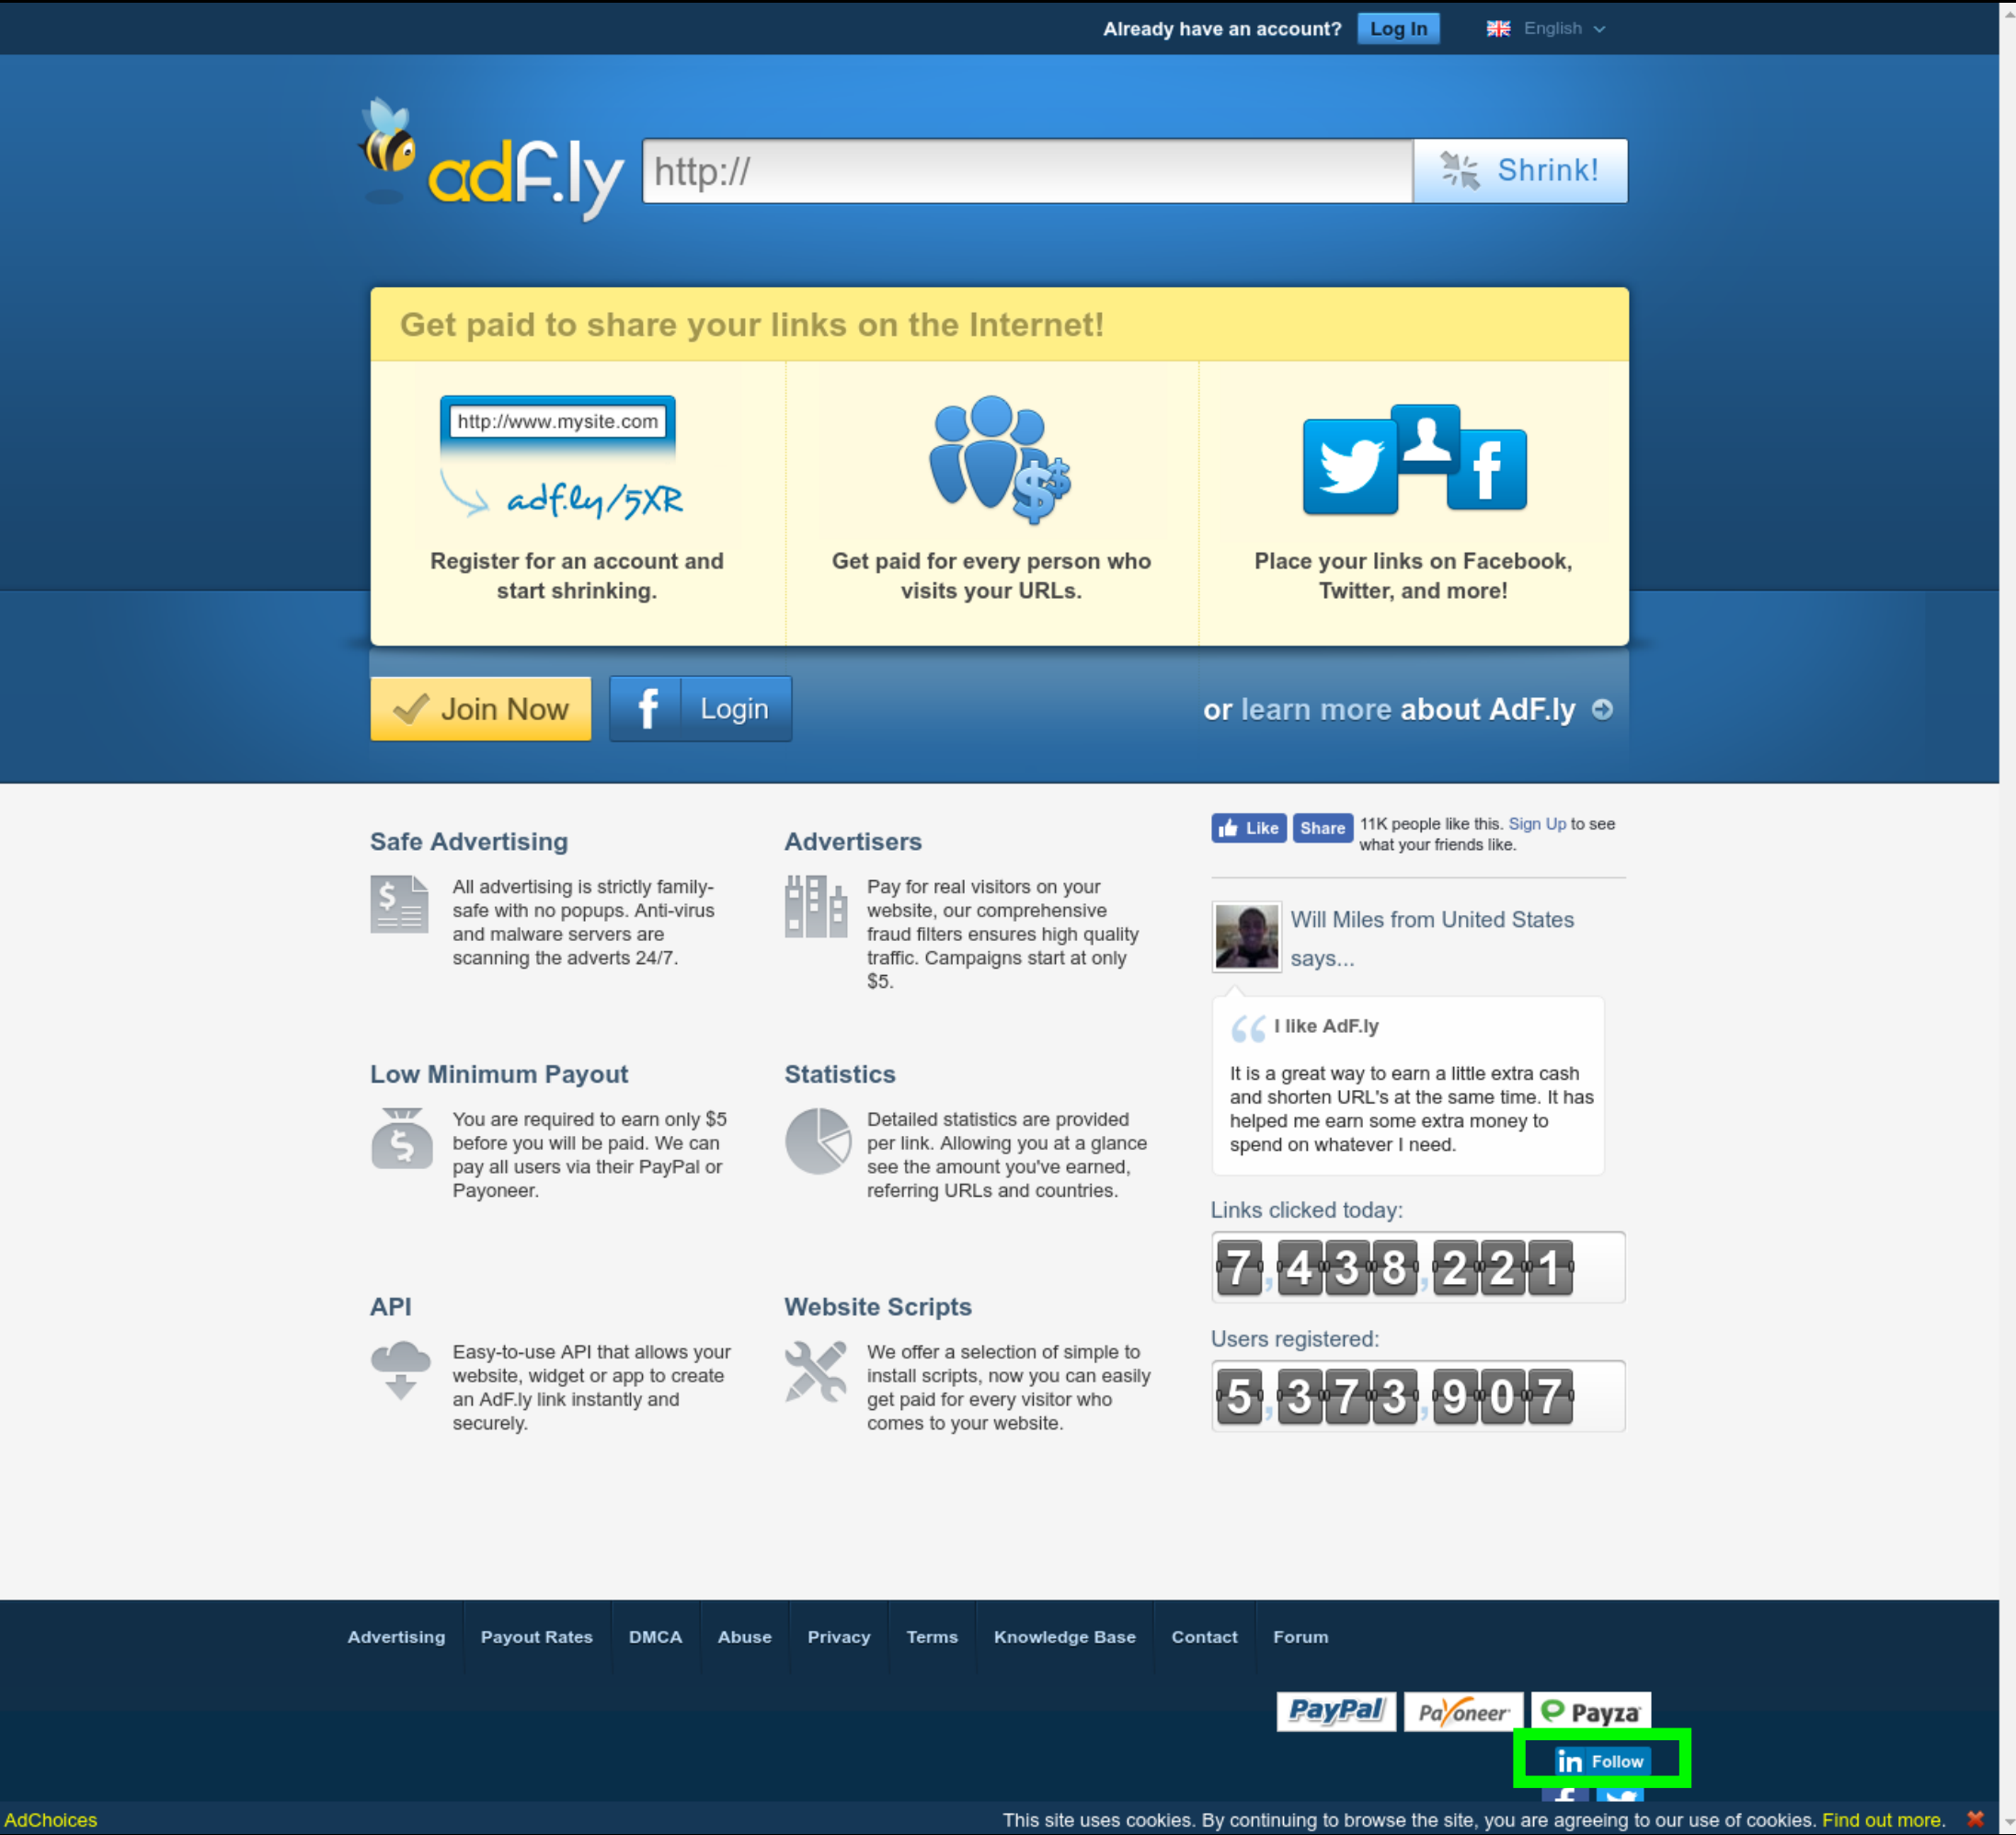 Already have an account? Log In English
adf.ly
http://
Shrink!
Get paid to share your links on the Internet!
http://www.mysite.com
adf.ly/5XR
Register for an account and
start shrinking.
Get paid for every person who
visits your URLs.
Place your links on Facebook,
Twitter, and more!
Join Now
f Login
or learn more about AdF.ly
Safe Advertising
All advertising is strictly family-
safe with no popups. Anti-virus
and malware servers are
scanning the adverts 24/7.
Advertisers
Pay for real visitors on your
website, our comprehensive
fraud filters ensures high quality
traffic. Campaigns start at only
$5.
Low Minimum Payout
You are required to earn only $5
before you will be paid. We can
pay all users via their PayPal or
Payoneer.
Statistics
Detailed statistics are provided
per link. Allowing you at a glance
see the amount you've earned,
referring URLs and countries.
API
Easy-to-use API that allows your
website, widget or app to create
an AdF.ly link instantly and
securely.
Website Scripts
We offer a selection of simple to
install scripts, now you can easily
get paid for every visitor who
comes to your website.
Like Share 11K people like this. Sign Up to see
what your friends like.
Will Miles from United States
says...
I like AdF.ly
It is a great way to earn a little extra cash
and shorten URL's at the same time. It has
helped me earn some extra money to
spend on whatever I need.
Links clicked today:
7,438,221
Users registered:
5,373,907
Advertising Payout Rates DMCA Abuse Privacy Terms Knowledge Base Contact Forum
PayPal Payoneer Payza
in Follow
AdChoices
This site uses cookies. By continuing to browse the site, you are agreeing to our use of cookies. Find out more.